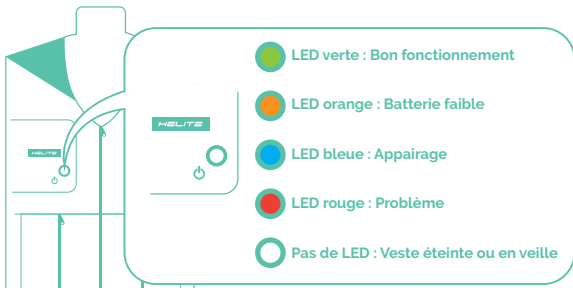 LED verte : Bon fonctionnement
LED orange : Batterie faible
HELITE
LED bleue : Appairage
HELITE
LED rouge : Problème
Pas de LED : Veste éteinte ou en veille